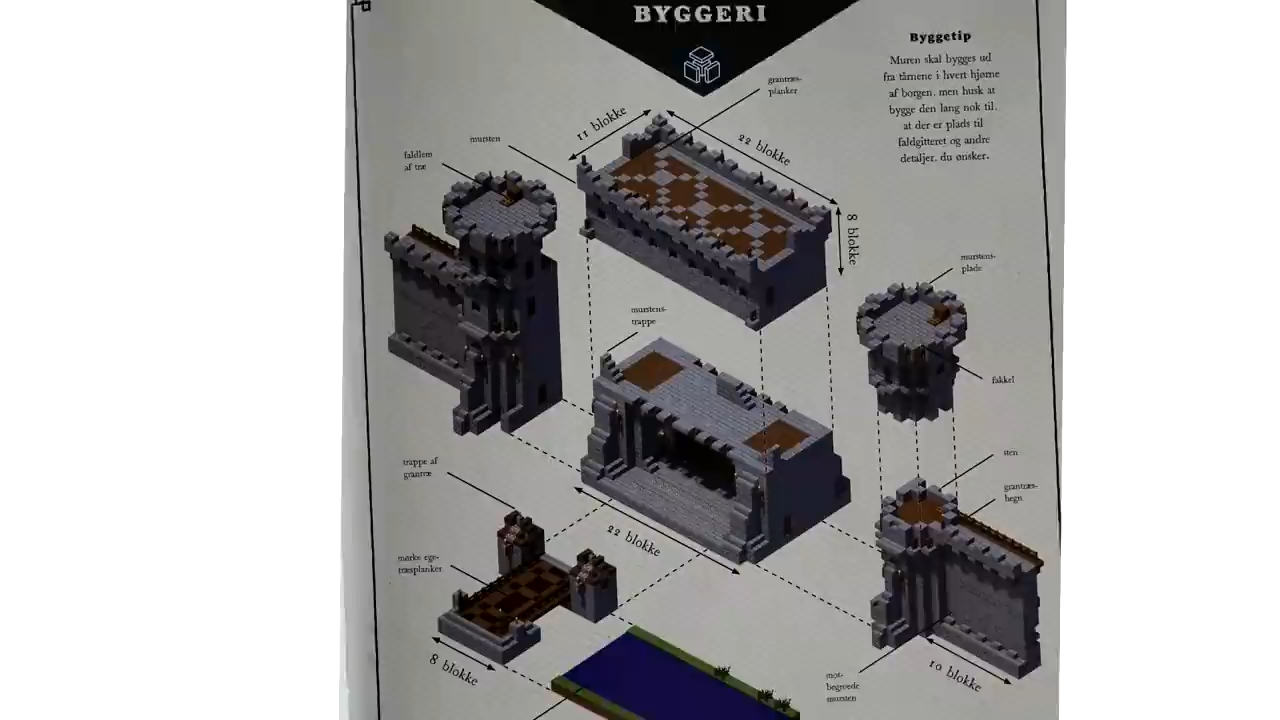 BYGGERI
Byggetip
Muren skal bygges ud
fra tårnene i hvert hjørne
af borgen, men husk at
bygge den lang nok til,
at der er plads til
faldgitteret og andre
detaljer, du ønsker.
grantræs-
planker
11 blokke
22 blokke
mursten
faldlem
af træ
8 blokke
murstens-
plade
murstens-
trappe
fakkel
sten
trappe af
grantræ
grantræs-
hegn
22 blokke
mørke ege-
træsplanker
8 blokke
10 blokke
mos-
begroede
mursten